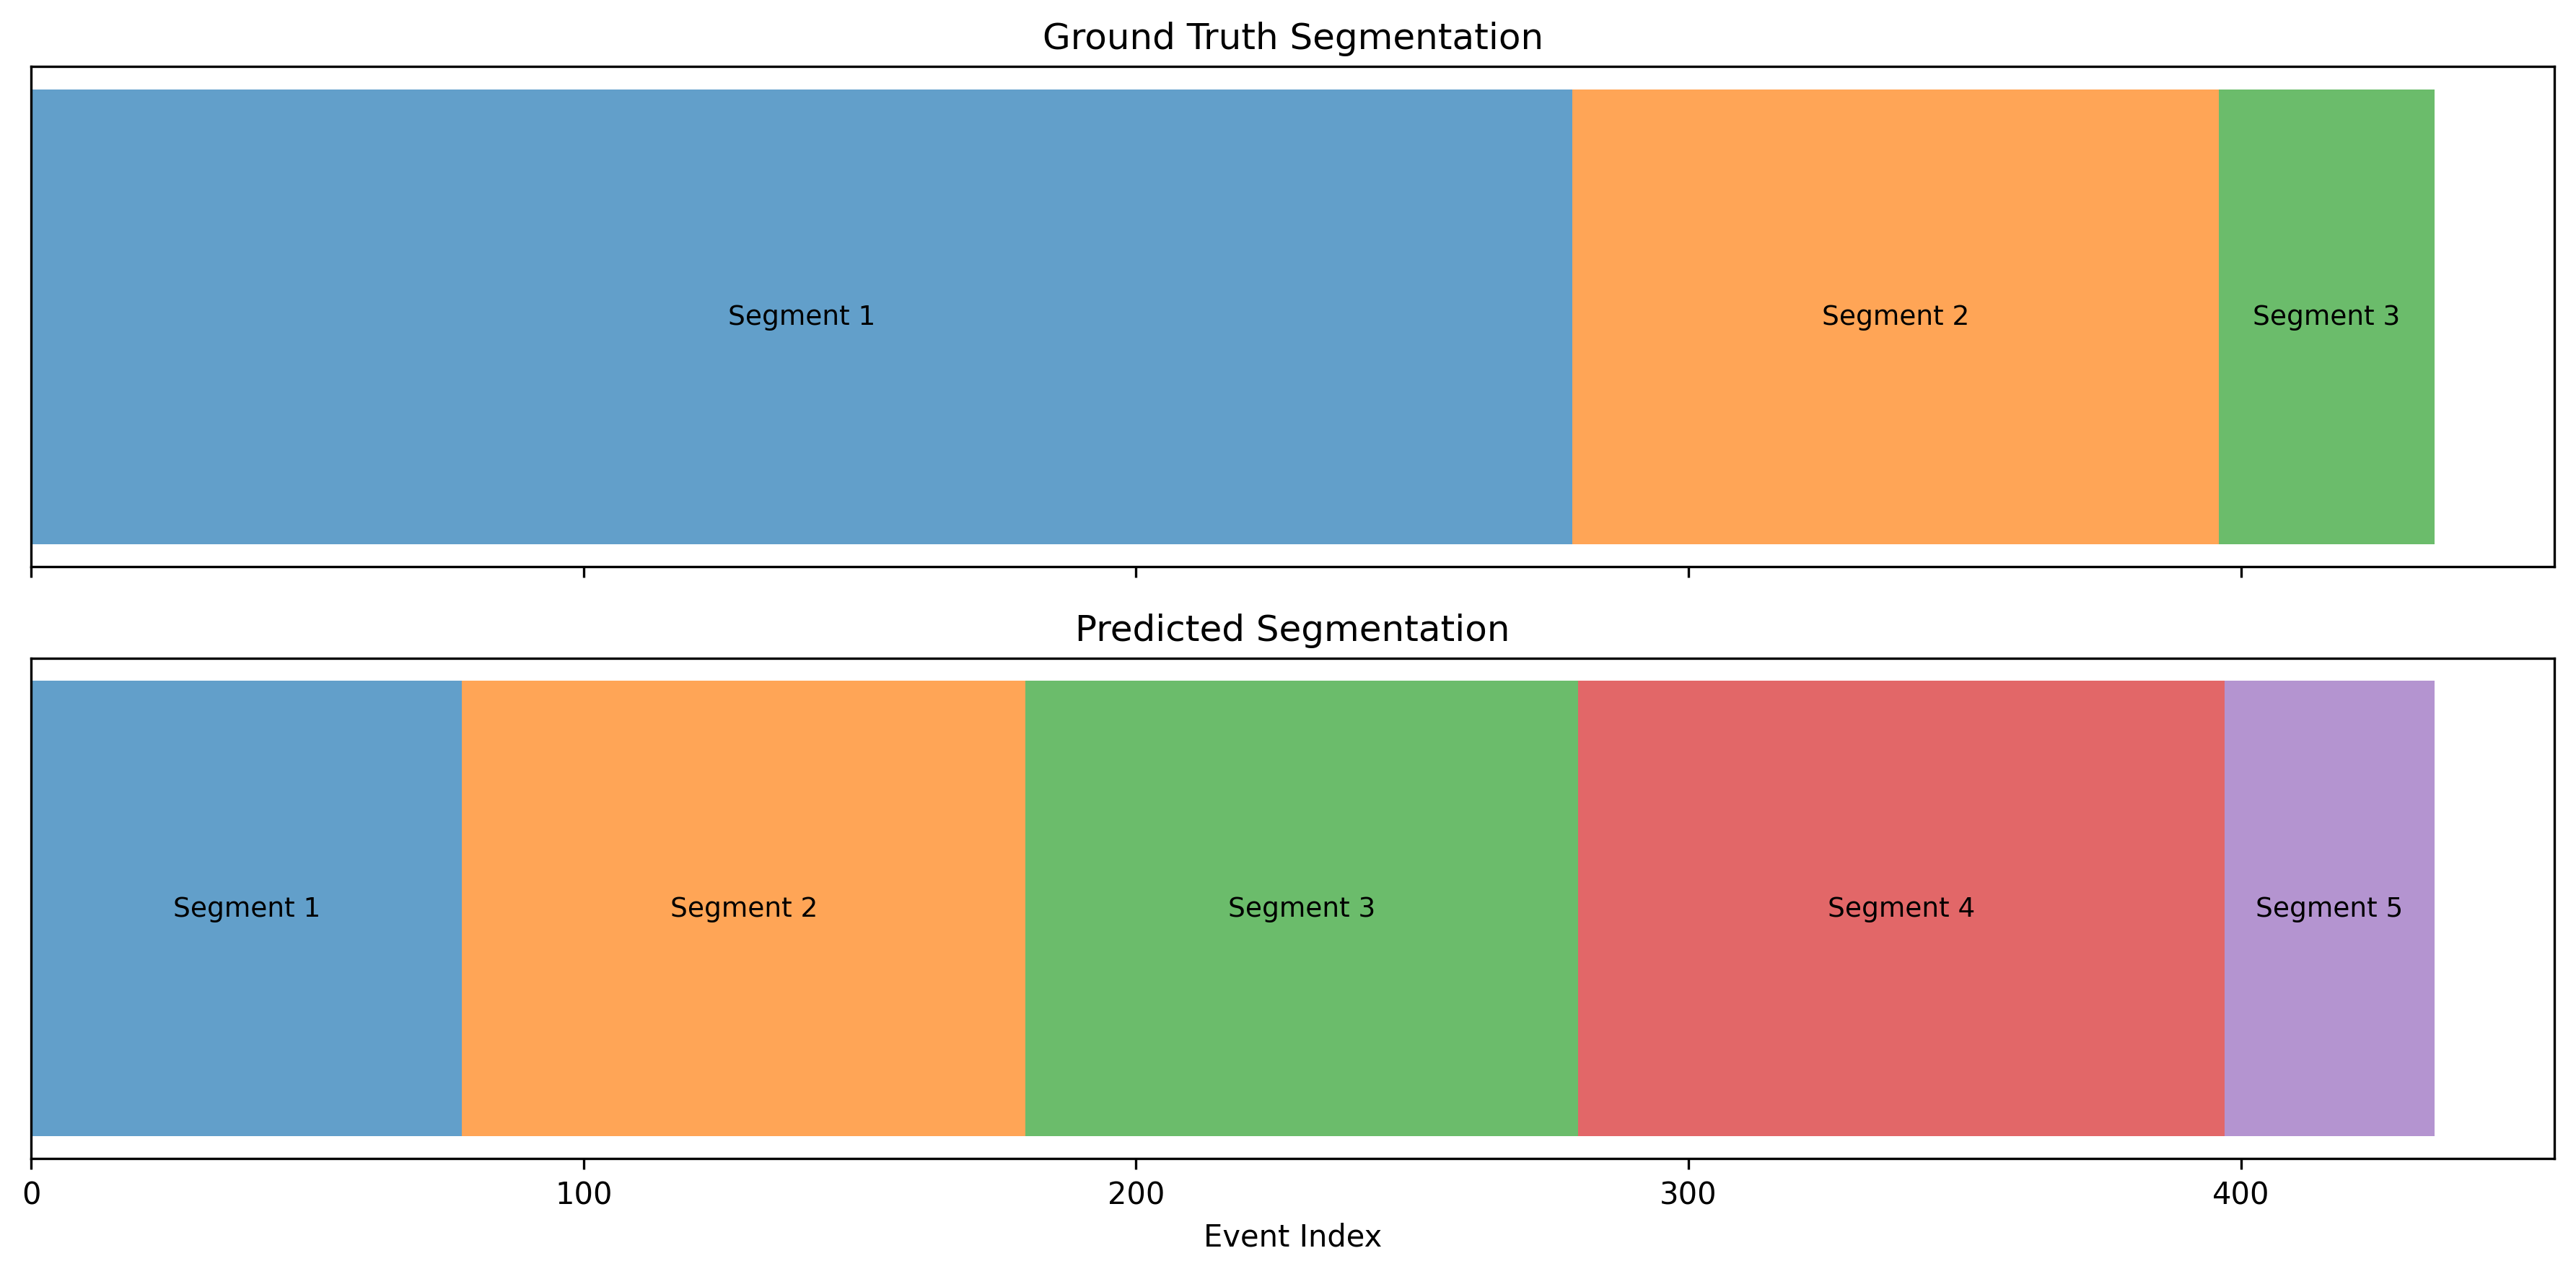 Ground Truth Segmentation
Segment 1 Segment 2 Segment 3
Predicted Segmentation
Segment 1 Segment 2 Segment 3 Segment 4 Segment 5
0 100 200 300 400
Event Index